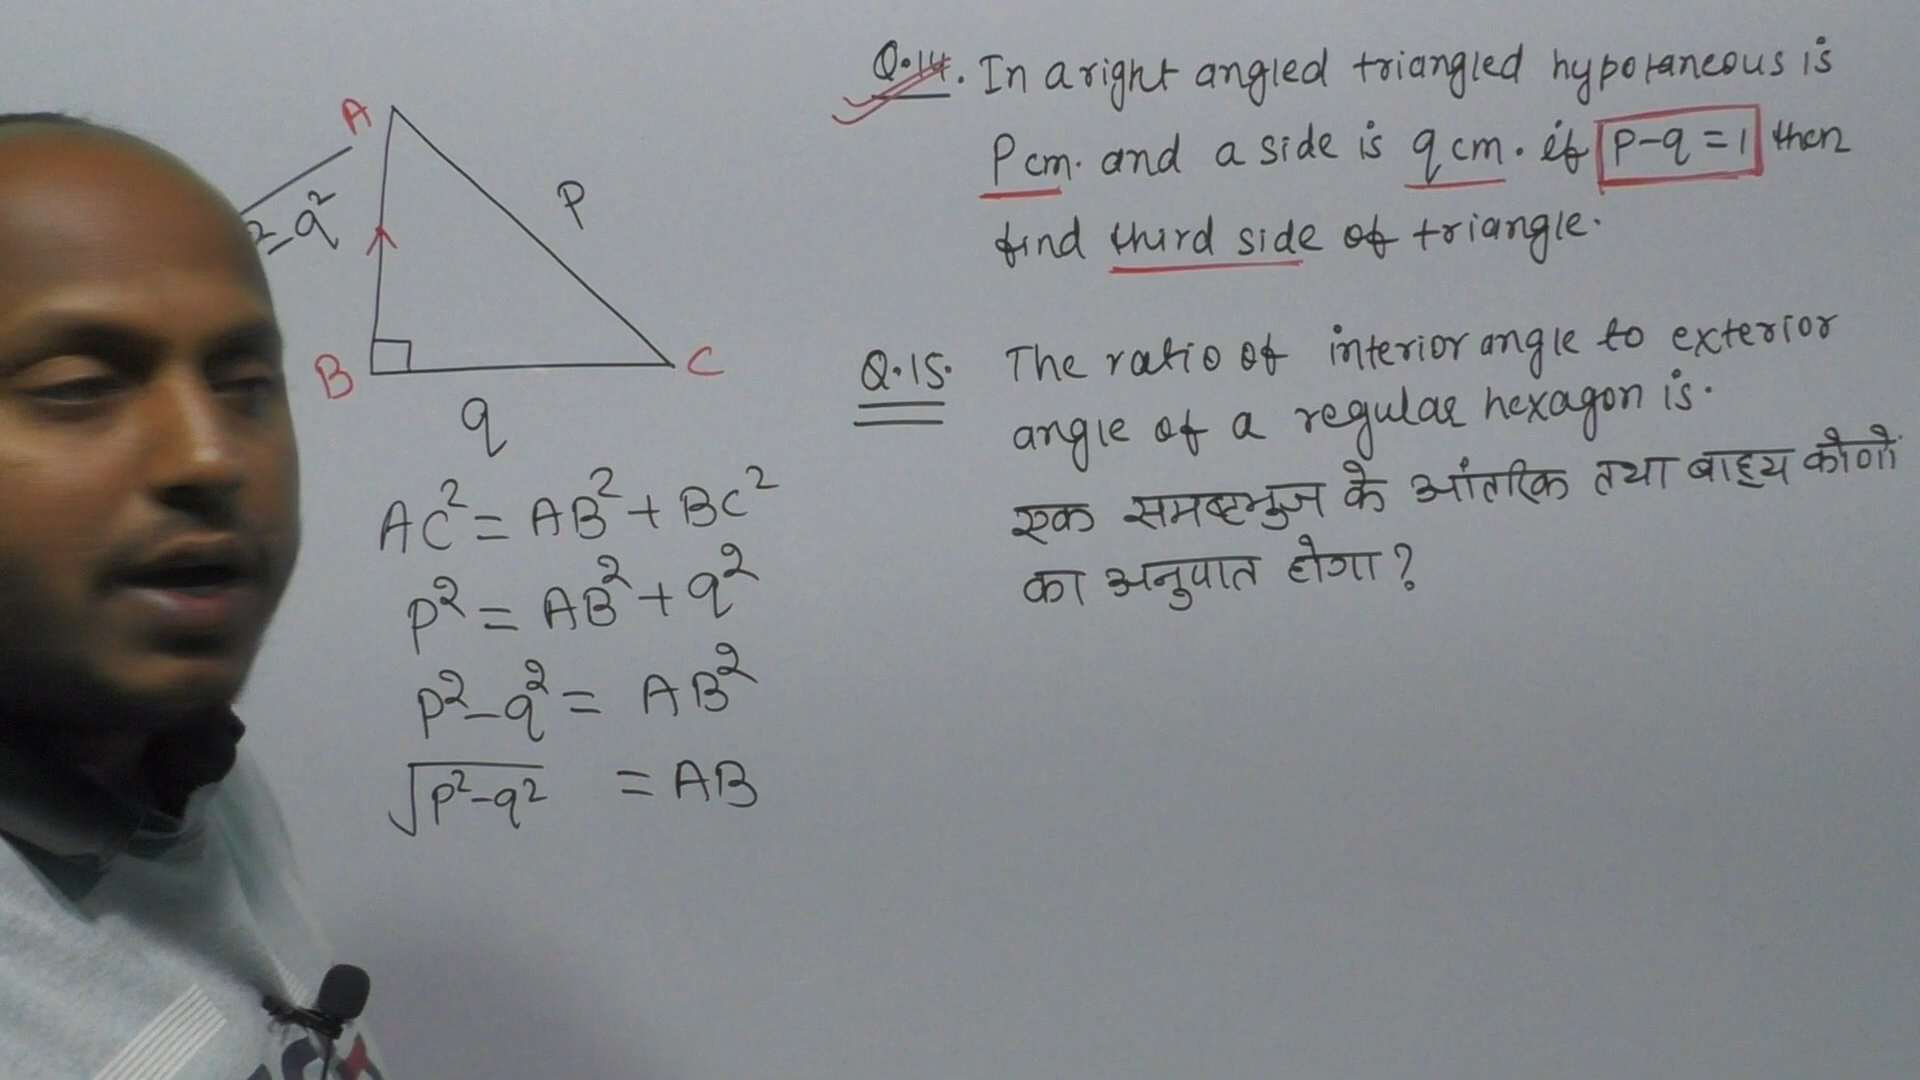 Q.14. In a right angled triangled hypotaneous is
P cm. and a side is q cm. if p-q=1 then
find third side of triangle.
Q.15. The ratio of interior angle to exterior
angle of a regular hexagon is.
एक समषट्भुज के आंतरिक तथा बाह्य कोणों
का अनुपात होगा?
A
P
²-q²
B
C
q
AC² = AB² + BC²
P² = AB² + q²
P²-q² = AB²
√P²-q² = AB